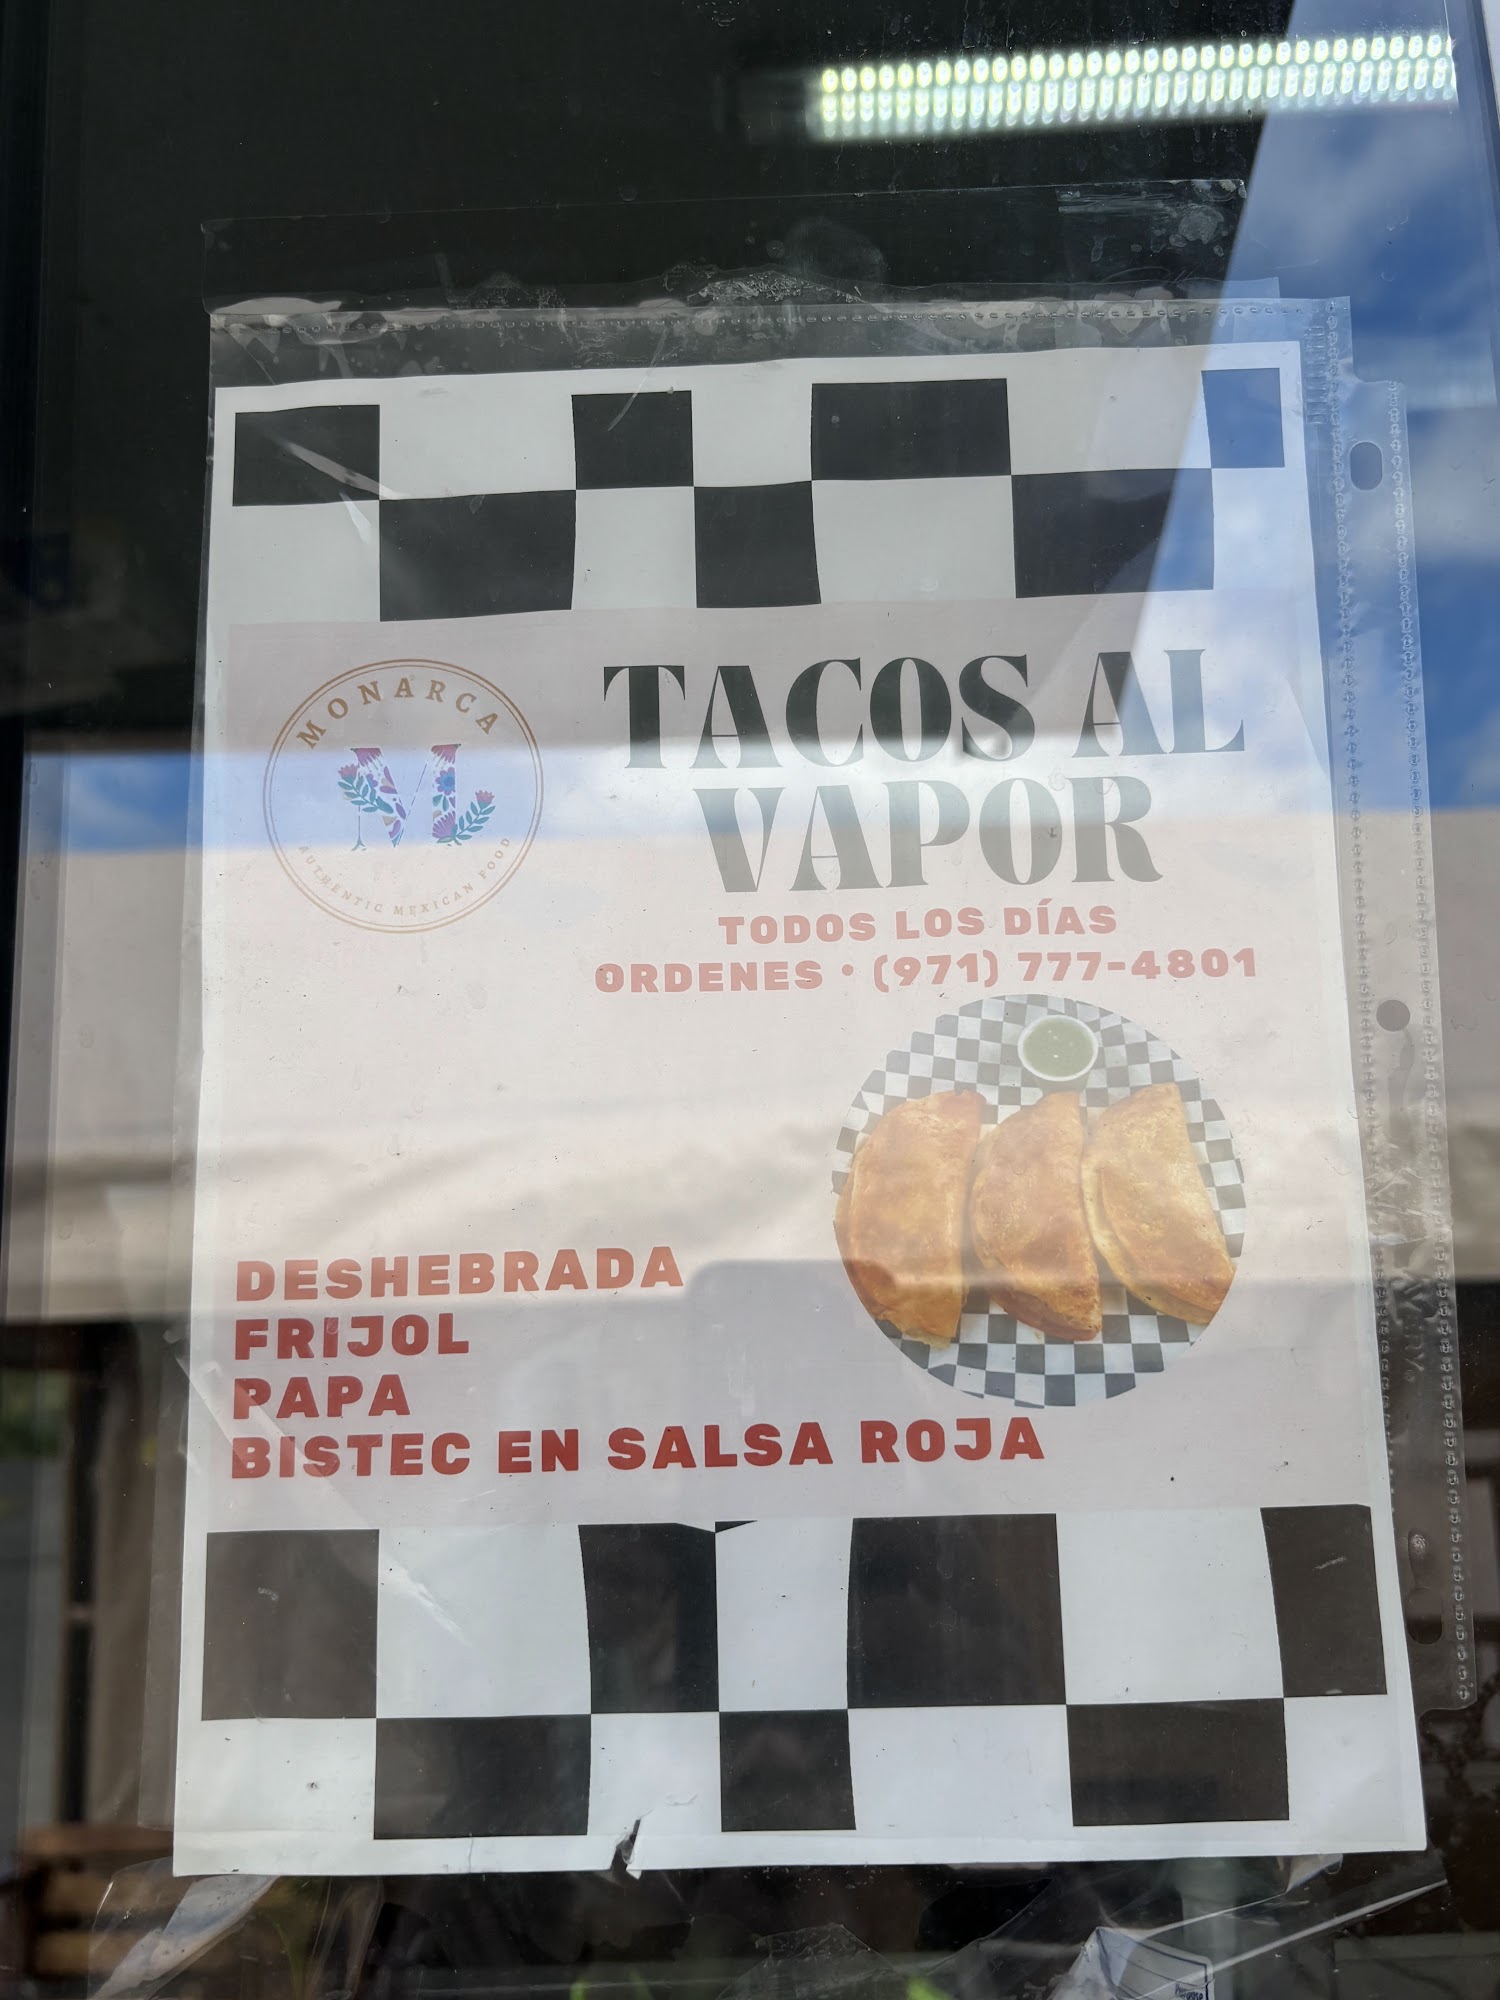 MONARCA
M
AUTHENTIC MEXICAN FOOD
TACOS AL
VAPOR
TODOS LOS DÍAS
ORDENES • (971) 777-4801
DESHEBRADA
FRIJOL
PAPA
BISTEC EN SALSA ROJA